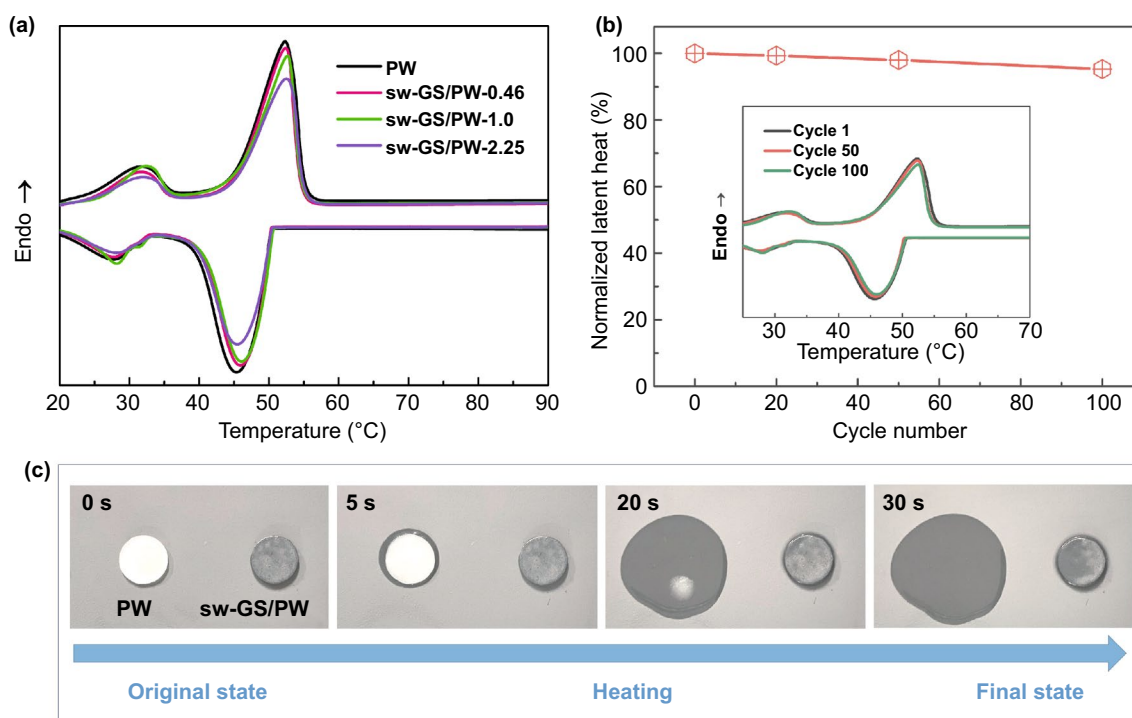 (a)
PW
sw-GS/PW-0.46
sw-GS/PW-1.0
sw-GS/PW-2.25
Endo →
20 30 40 50 60 70 80 90
Temperature (°C)
(b)
100
80
60
40
20
0
Normalized latent heat (%)
Cycle 1
Cycle 50
Cycle 100
Endo →
30 40 50 60 70
Temperature (°C)
0 20 40 60 80 100
Cycle number
(c)
0 s 5 s 20 s 30 s
PW sw-GS/PW
Original state Heating Final state